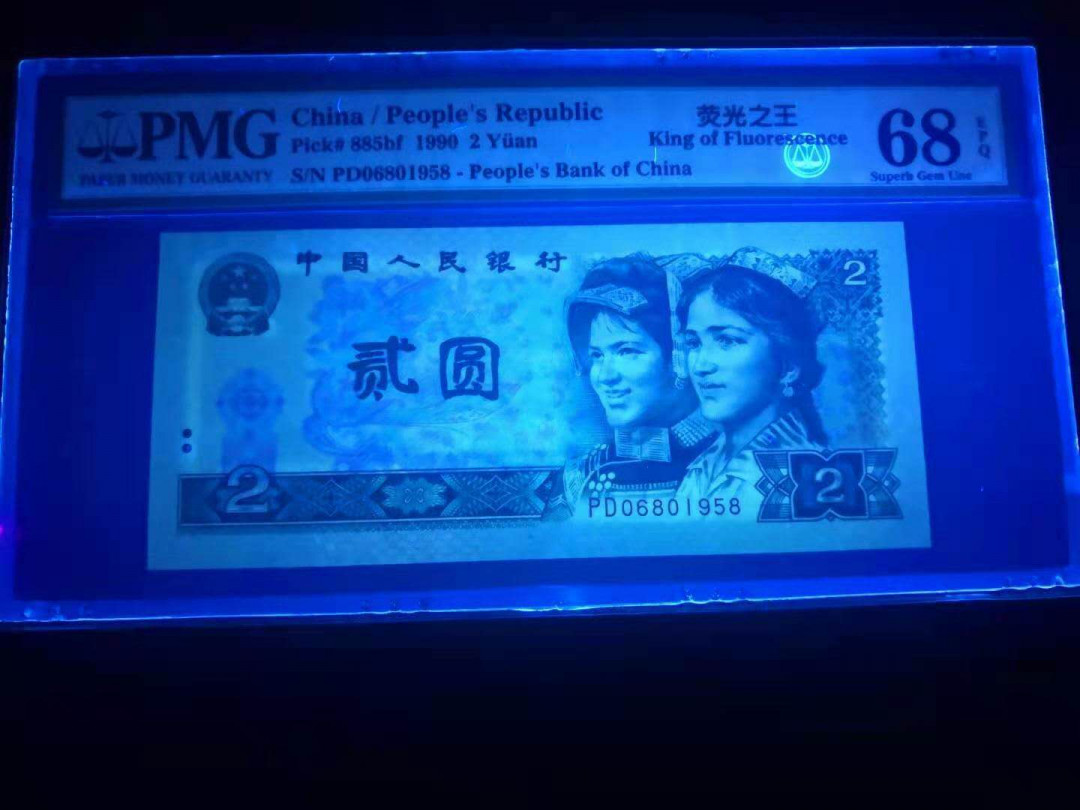 PMG
PAPER MONEY GUARANTY
China / People's Republic
Pick# 885bf 1990 2 Yüan
S/N PD06801958 - People's Bank of China
荧光之王
King of Fluorescence
68
EPQ
Superb Gem Unc
中国人民银行
2
贰圆
2
PD06801958
2